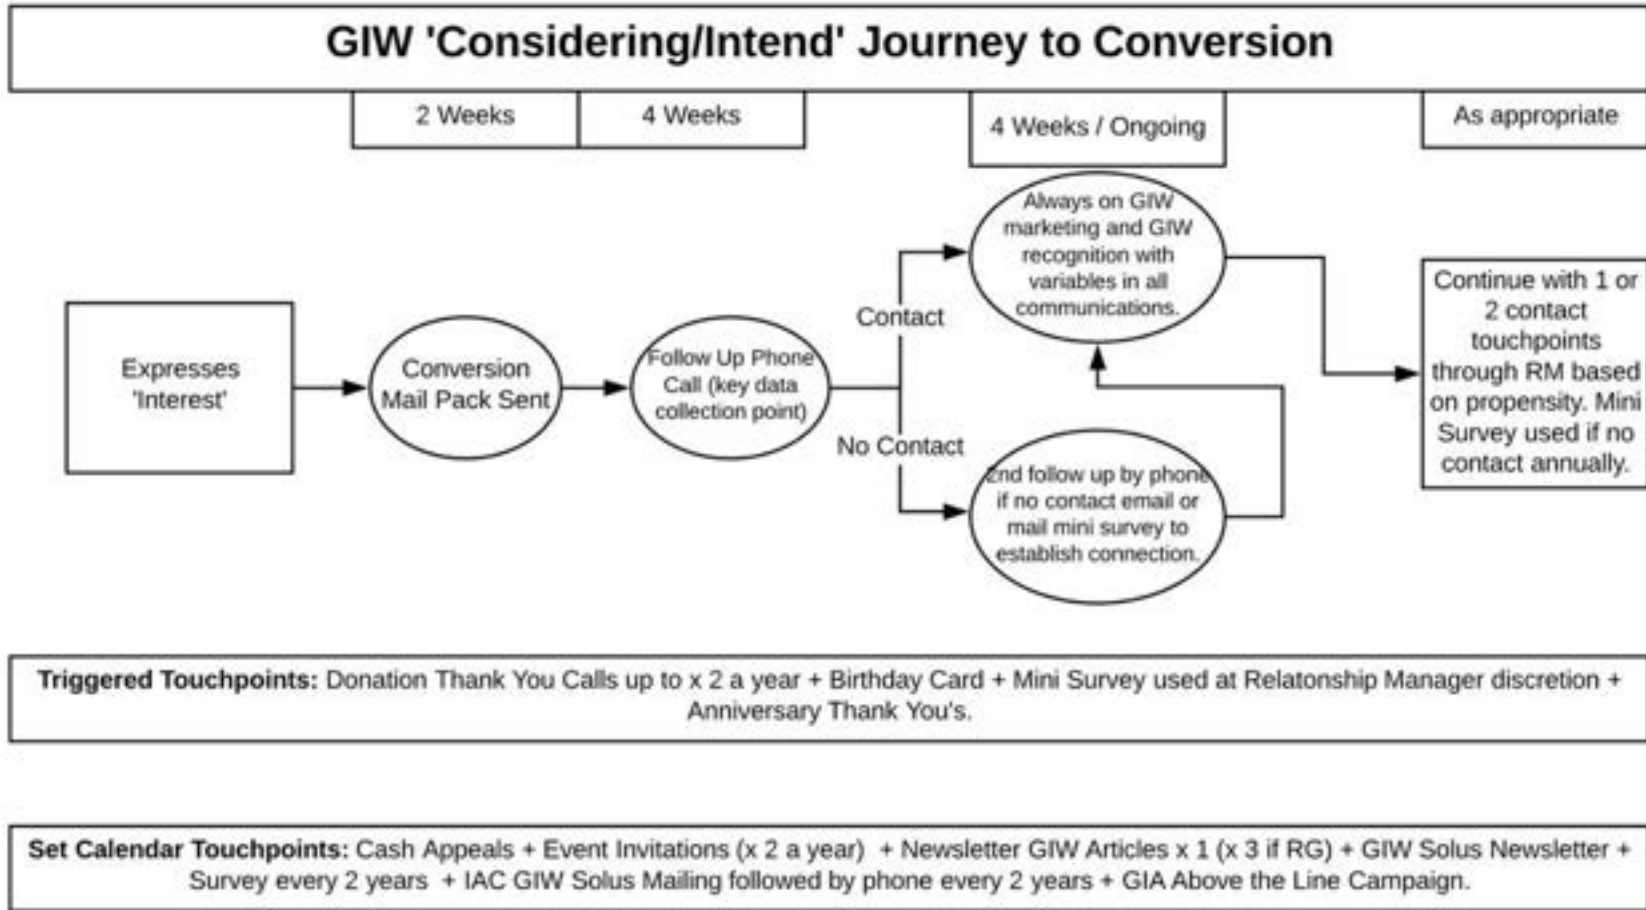 GIW 'Considering/Intend' Journey to Conversion
2 Weeks
4 Weeks
4 Weeks / Ongoing
As appropriate
Expresses
'Interest'
Conversion
Mail Pack Sent
Follow Up Phone
Call (key data
collection point)
Contact
No Contact
Always on GIW
marketing and GIW
recognition with
variables in all
communications.
2nd follow up by phone
if no contact email or
mail mini survey to
establish connection.
Continue with 1 or
2 contact
touchpoints
through RM based
on propensity. Mini
Survey used if no
contact annually.
Triggered Touchpoints: Donation Thank You Calls up to x 2 a year + Birthday Card + Mini Survey used at Relatonship Manager discretion +
Anniversary Thank You's.
Set Calendar Touchpoints: Cash Appeals + Event Invitations (x 2 a year) + Newsletter GIW Articles x 1 (x 3 if RG) + GIW Solus Newsletter +
Survey every 2 years + IAC GIW Solus Mailing followed by phone every 2 years + GIA Above the Line Campaign.